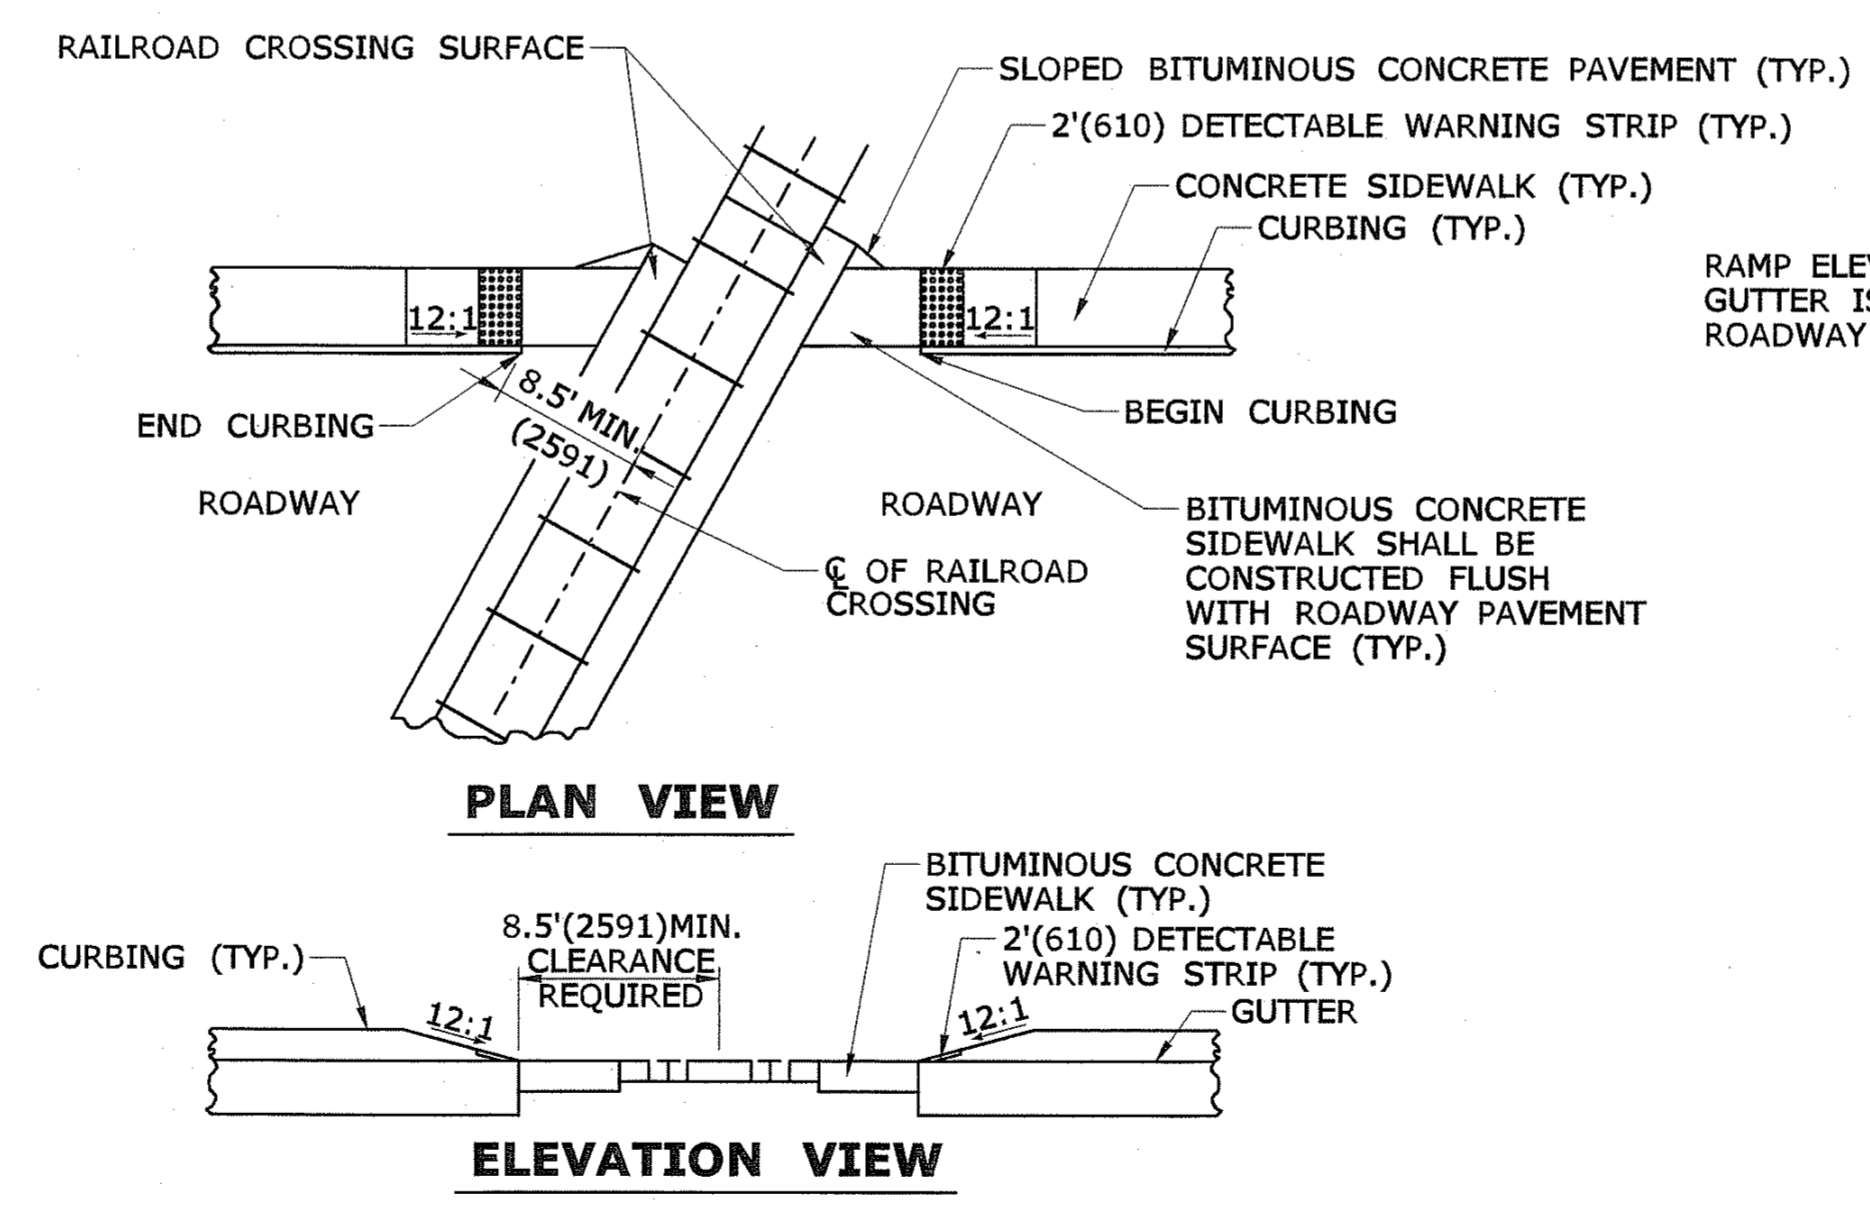 RAILROAD CROSSING SURFACE
SLOPED BITUMINOUS CONCRETE PAVEMENT (TYP.)
2'(610) DETECTABLE WARNING STRIP (TYP.)
CONCRETE SIDEWALK (TYP.)
CURBING (TYP.)
RAMP
GUTTER
ROADWAY
12:1
12:1
8.5' MIN.
(2591)
END CURBING
BEGIN CURBING
ROADWAY
ROADWAY
BITUMINOUS CONCRETE
SIDEWALK SHALL BE
CONSTRUCTED FLUSH
WITH ROADWAY PAVEMENT
SURFACE (TYP.)
℄ OF RAILROAD
CROSSING
PLAN VIEW
BITUMINOUS CONCRETE
SIDEWALK (TYP.)
8.5'(2591)MIN.
CLEARANCE
REQUIRED
2'(610) DETECTABLE
WARNING STRIP (TYP.)
CURBING (TYP.)
GUTTER
12:1
12:1
ELEVATION VIEW